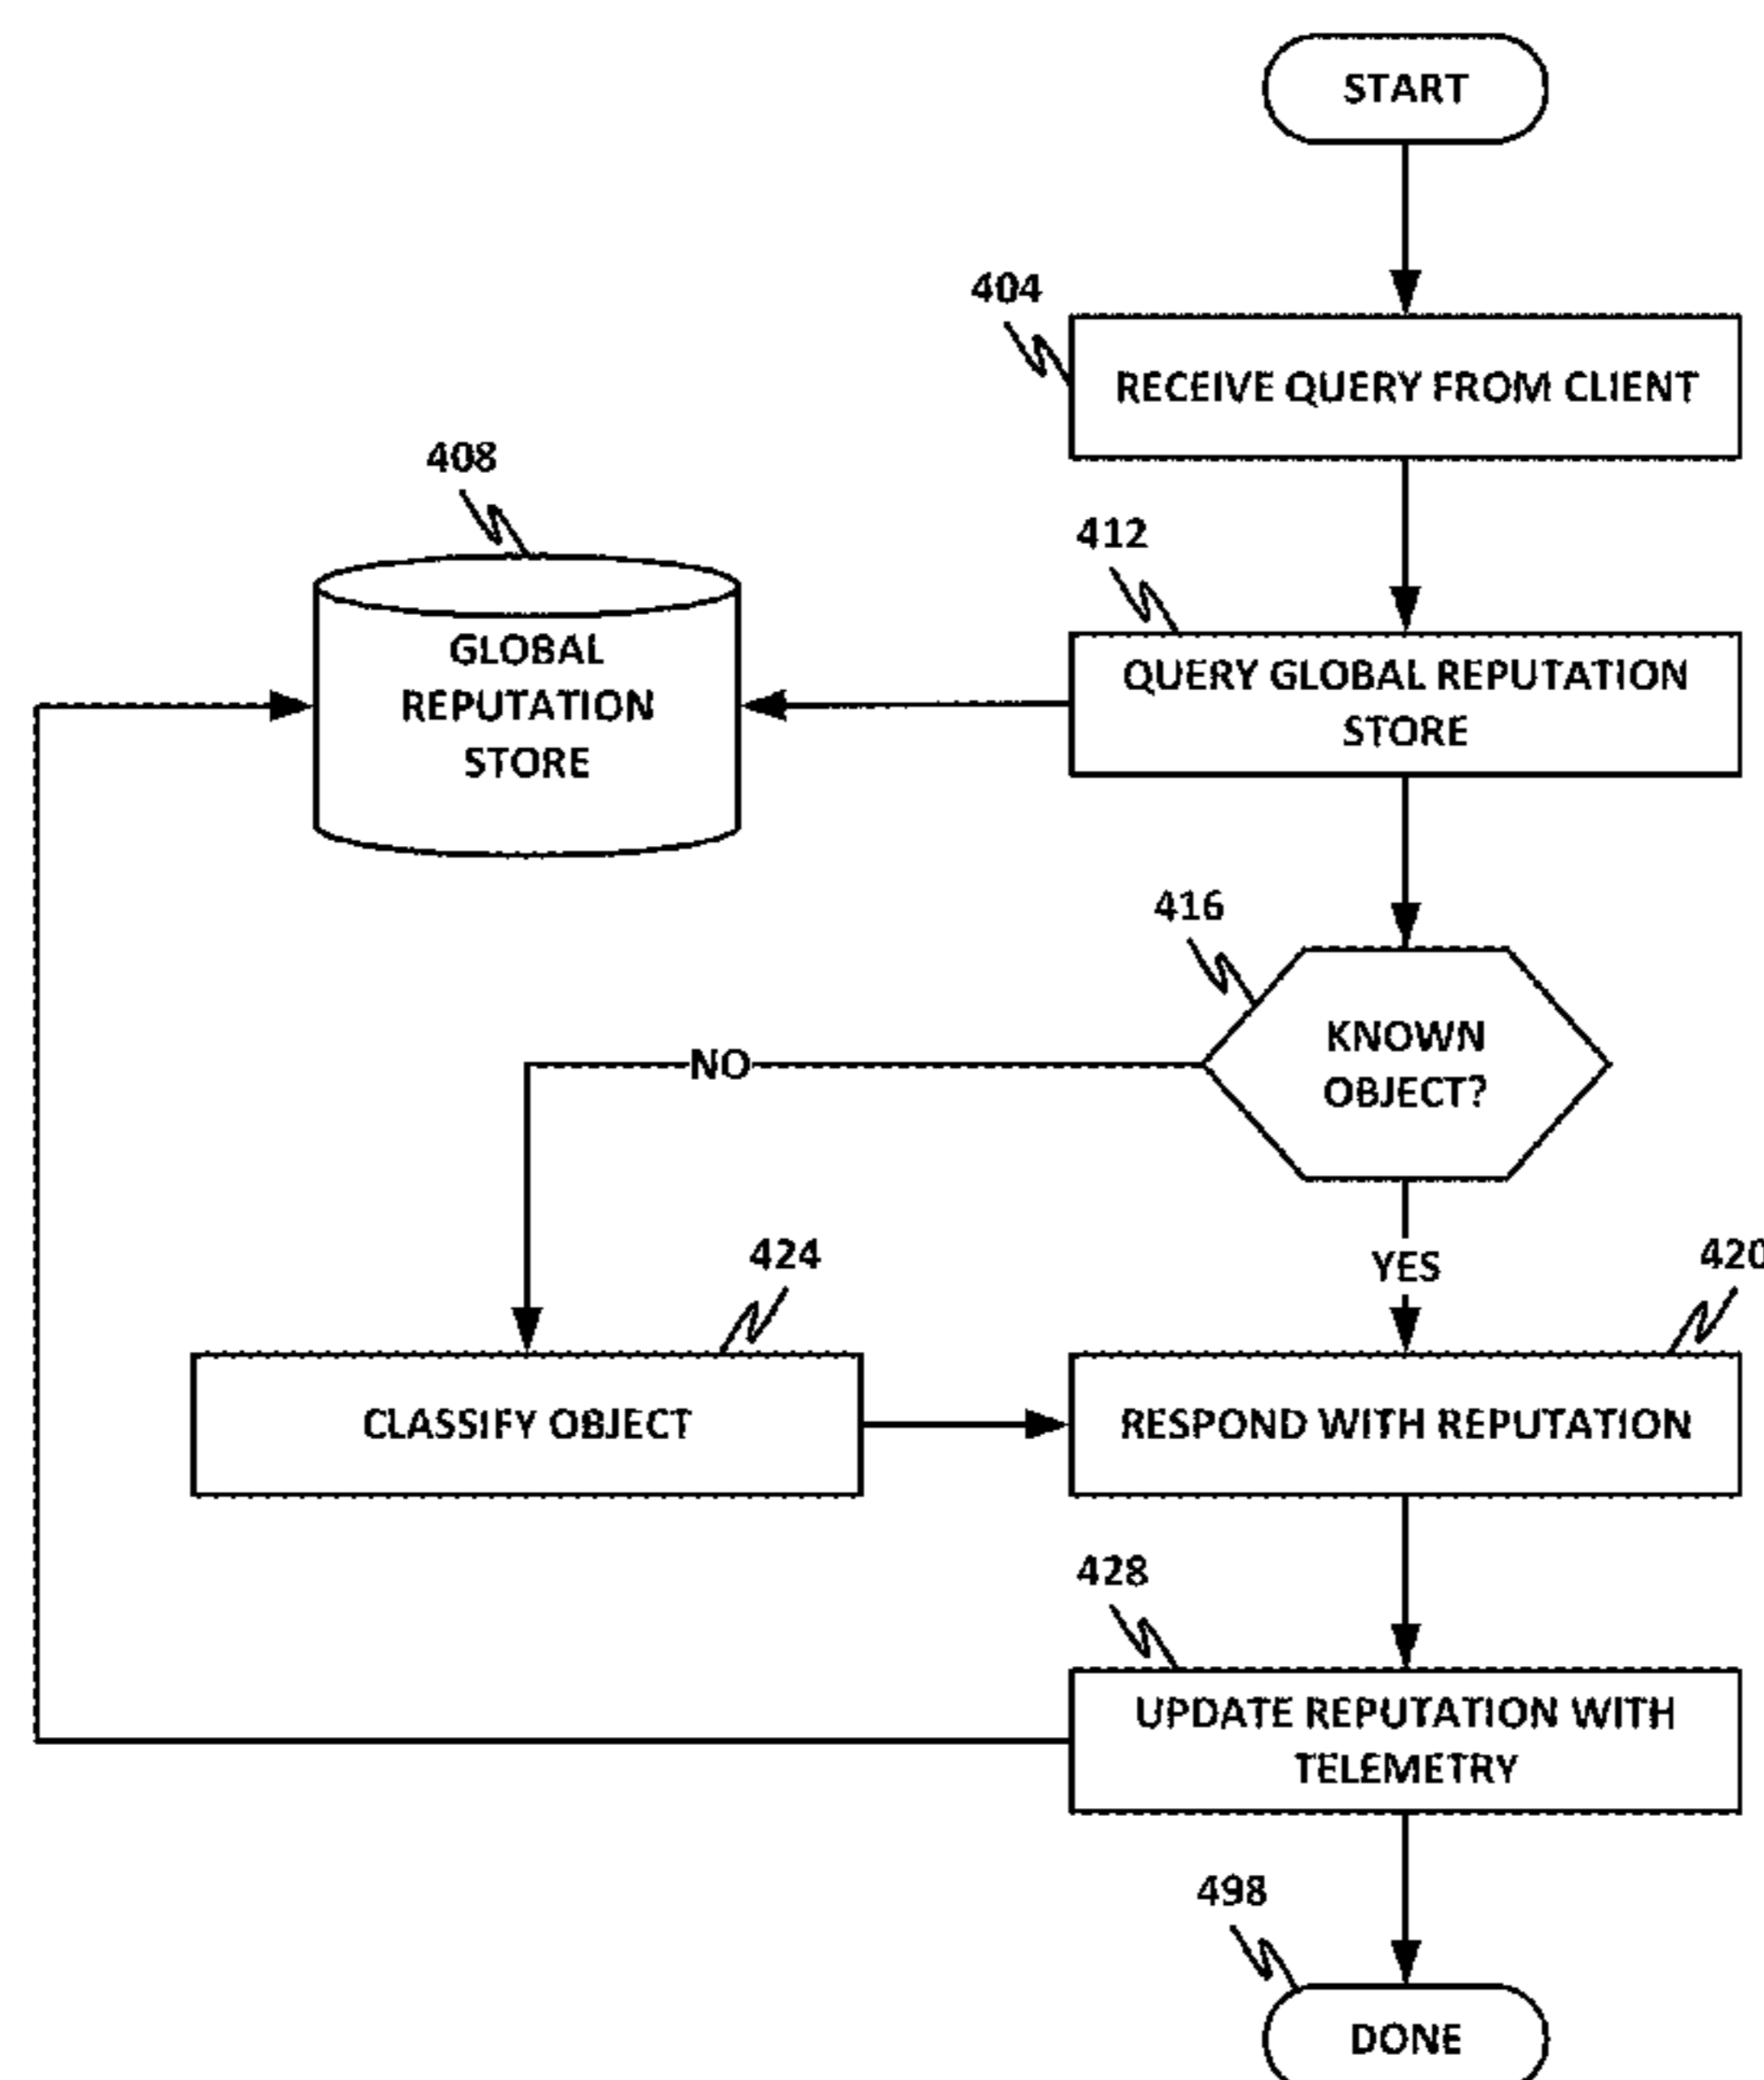 START
404
RECEIVE QUERY FROM CLIENT
408
412
GLOBAL
REPUTATION
STORE
QUERY GLOBAL REPUTATION
STORE
416
KNOWN
OBJECT?
NO
YES
424
420
CLASSIFY OBJECT
RESPOND WITH REPUTATION
428
UPDATE REPUTATION WITH
TELEMETRY
498
DONE